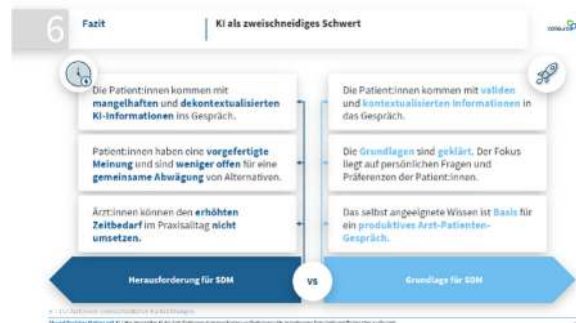 6
Fazit
KI als zweischneidiges Schwert
Die Patient:innen kommen mit
mangelhaften und dekontextualisierten
KI-Informationen ins Gespräch.
Patient:innen haben eine vorgefertigte
Meinung und sind weniger offen für eine
gemeinsame Abwägung von Alternativen.
Ärzt:innen können den erhöhten
Zeitbedarf im Praxisalltag nicht
umsetzen.
Herausforderung für SDM
VS
Die Patient:innen kommen mit validen
und kontextualisierten Informationen in
das Gespräch.
Die Grundlagen sind geklärt. Der Fokus
liegt auf persönlichen Fragen und
Präferenzen der Patient:innen.
Das selbst angeeignete Wissen ist Basis für
ein produktives Arzt-Patienten-
Gespräch.
Grundlage für SDM